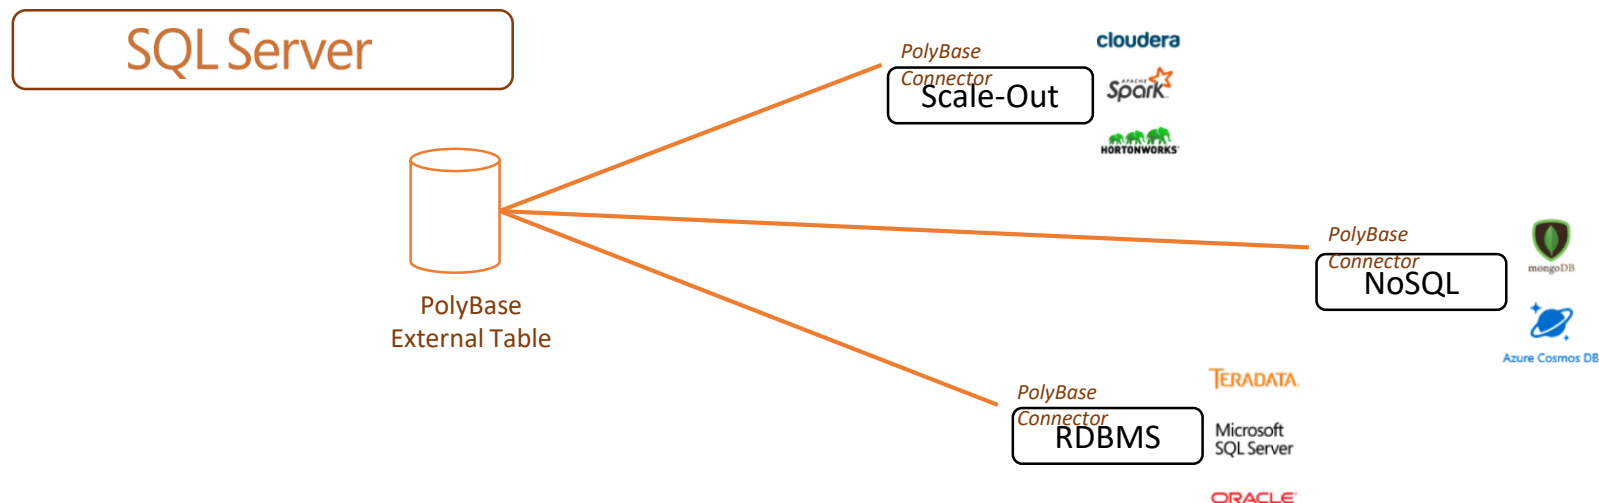 SQL Server
PolyBase
Connector
Scale-Out
cloudera
APACHE
Spark
HORTONWORKS
PolyBase
External Table
PolyBase
Connector
NoSQL
mongoDB
Azure Cosmos DB
PolyBase
Connector
RDBMS
TERADATA
Microsoft
SQL Server
ORACLE